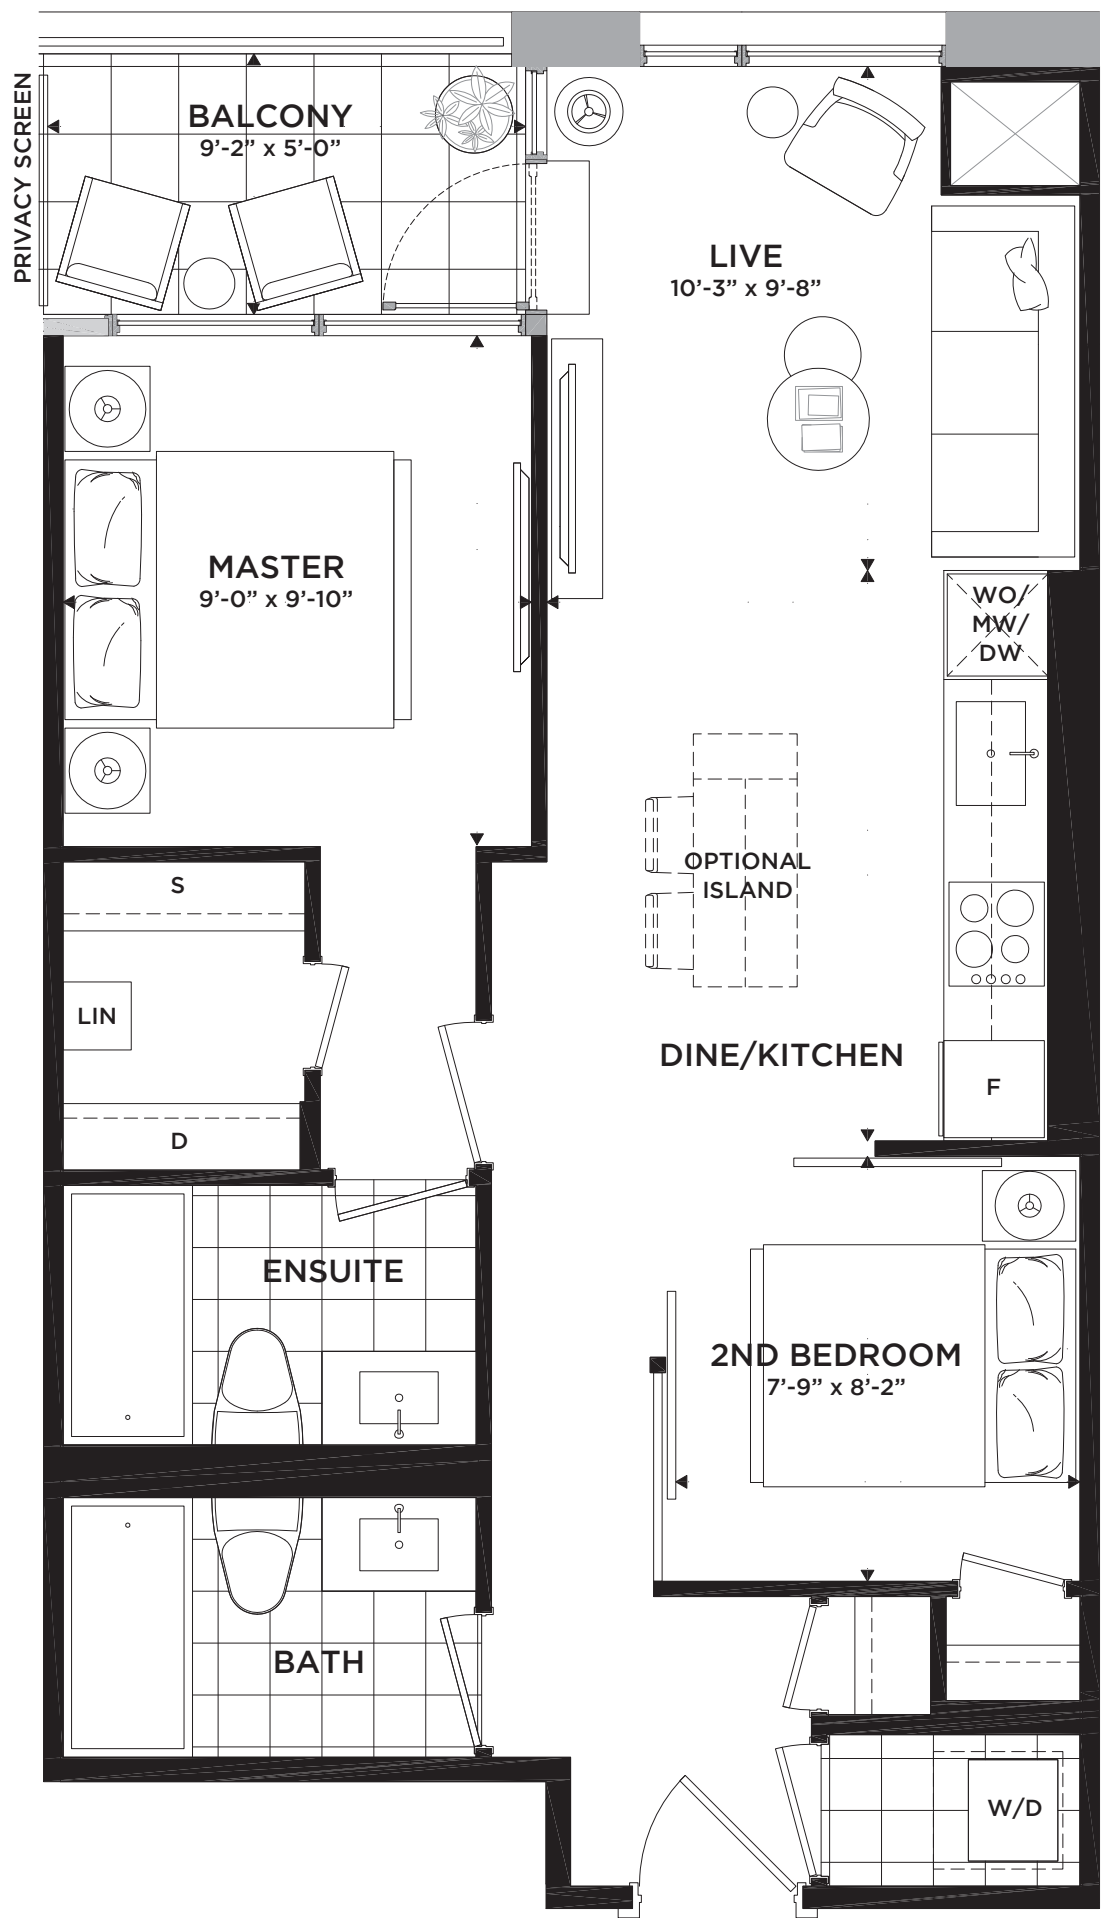 PRIVACY SCREEN
BALCONY
9’-2” x 5’-0”
LIVE
10’-3” x 9’-8”
MASTER
9’-0” x 9’-10”
WO/
MW/
DW
OPTIONAL
ISLAND
S
LIN
D
DINE/KITCHEN
F
ENSUITE
2ND BEDROOM
7’-9” x 8’-2”
BATH
W/D